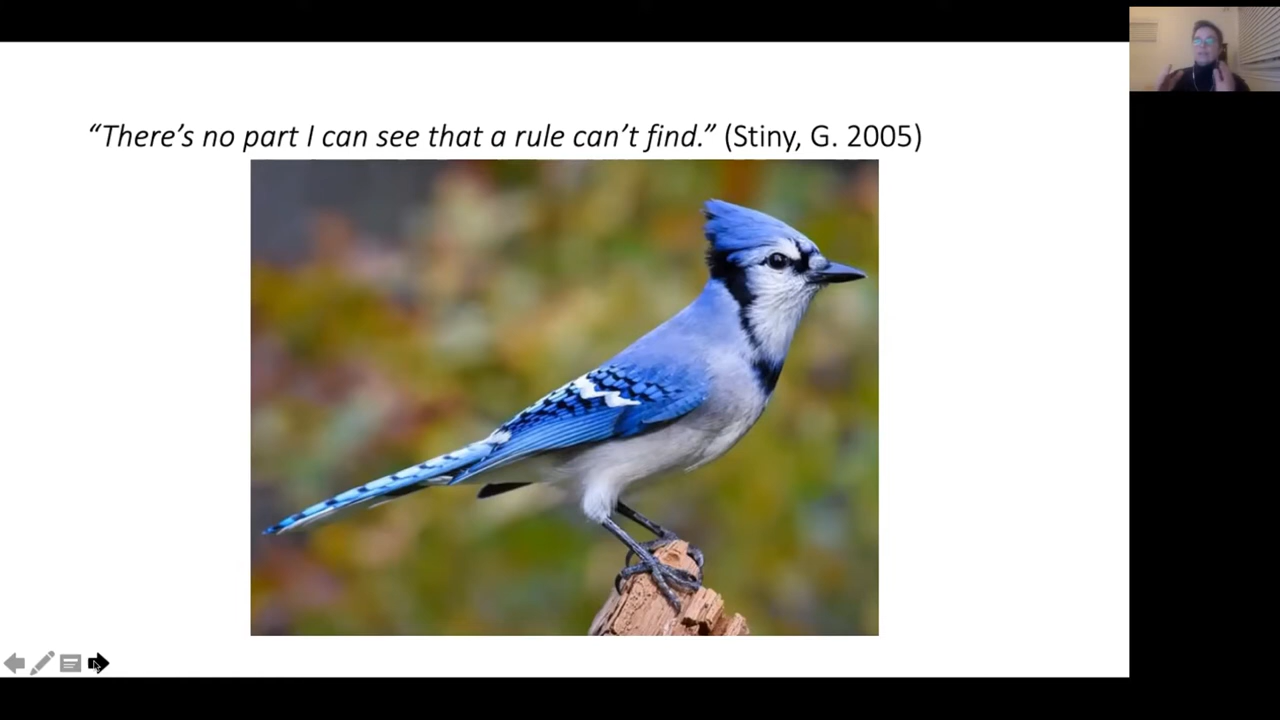 “There’s no part I can see that a rule can’t find.” (Stiny, G. 2005)